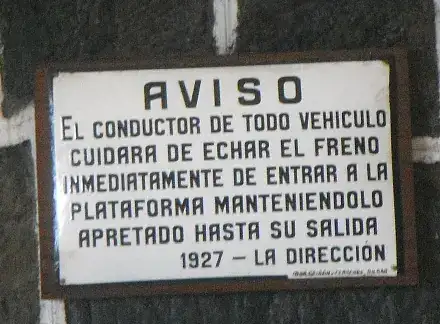 AVISO
EL CONDUCTOR DE TODO VEHICULO
CUIDARA DE ECHAR EL FRENO
INMEDIATAMENTE DE ENTRAR A LA
PLATAFORMA MANTENIENDOLO
APRETADO HASTA SU SALIDA
1927 – LA DIRECCIÓN